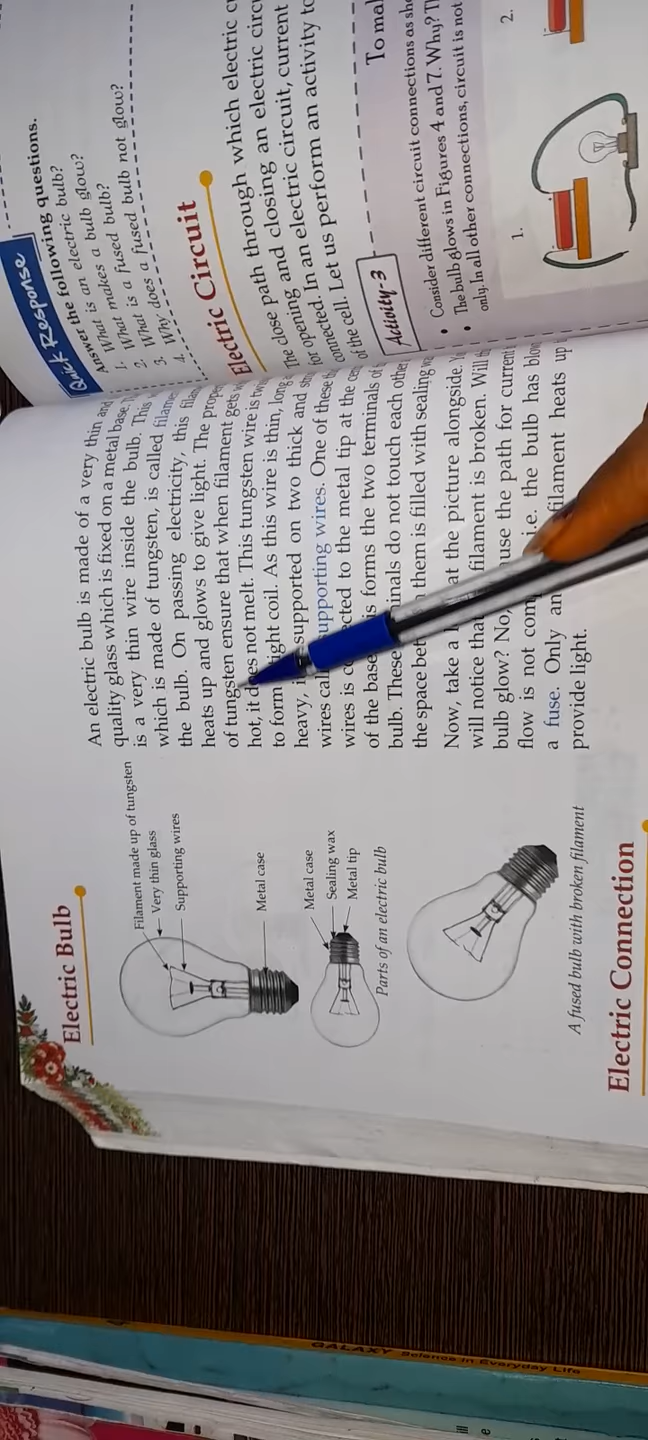 Electric Bulb
Filament made up of tungsten
Very thin glass
Supporting wires
Metal case
Metal case
Sealing wax
Metal tip
Parts of an electric bulb
A fused bulb with broken filament
An electric bulb is made of a very thin and
quality glass which is fixed on a metal base.
is a very thin wire inside the bulb. This
which is made of tungsten, is called
the bulb. On passing electricity, this
heats up and glows to give light. The
of tungsten ensure that when filament gets
hot, it does not melt. This tungsten wire is
to form tight coil. As this wire is thin, long
heavy, supported on two thick and
wires supporting wires. One of these
wires is to the metal tip at the
of the base forms the two terminals of
bulb. These do not touch each other
the space them is filled with sealing
Now, take a at the picture alongside.
will notice filament is broken. Will
bulb glow? No, use the path for current
flow is not i.e. the bulb has
a fuse. Only filament heats up
provide light.
Electric Connection
Quick Response
Answer the following questions.
1. What is an electric bulb?
2. What makes a bulb glow?
3. What is a fused bulb?
4. Why does a fused bulb not glow?
Electric Circuit
The close path through which electric
for opening and closing an electric
connected. In an electric circuit, current
of the cell. Let us perform an activity to
Activity-3
To
• Consider different circuit connections as
• The bulb glows in Figures 4 and 7. Why?
only. In all other connections, circuit is not
1.
2.
GALAXY Science in Everyday Life